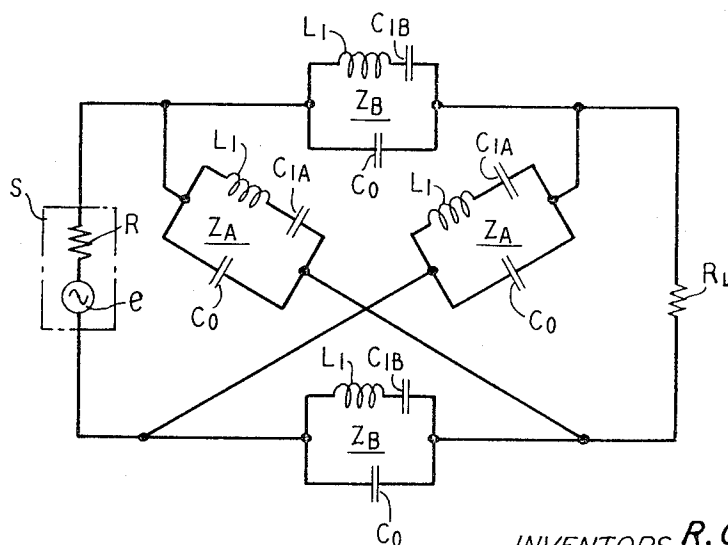 L1 C1B
ZB
C0
S
R
e
L1 C1A
ZA
C0
L1 C1A
ZA
C0
RL
L1 C1B
ZB
C0
INVENTORS R.